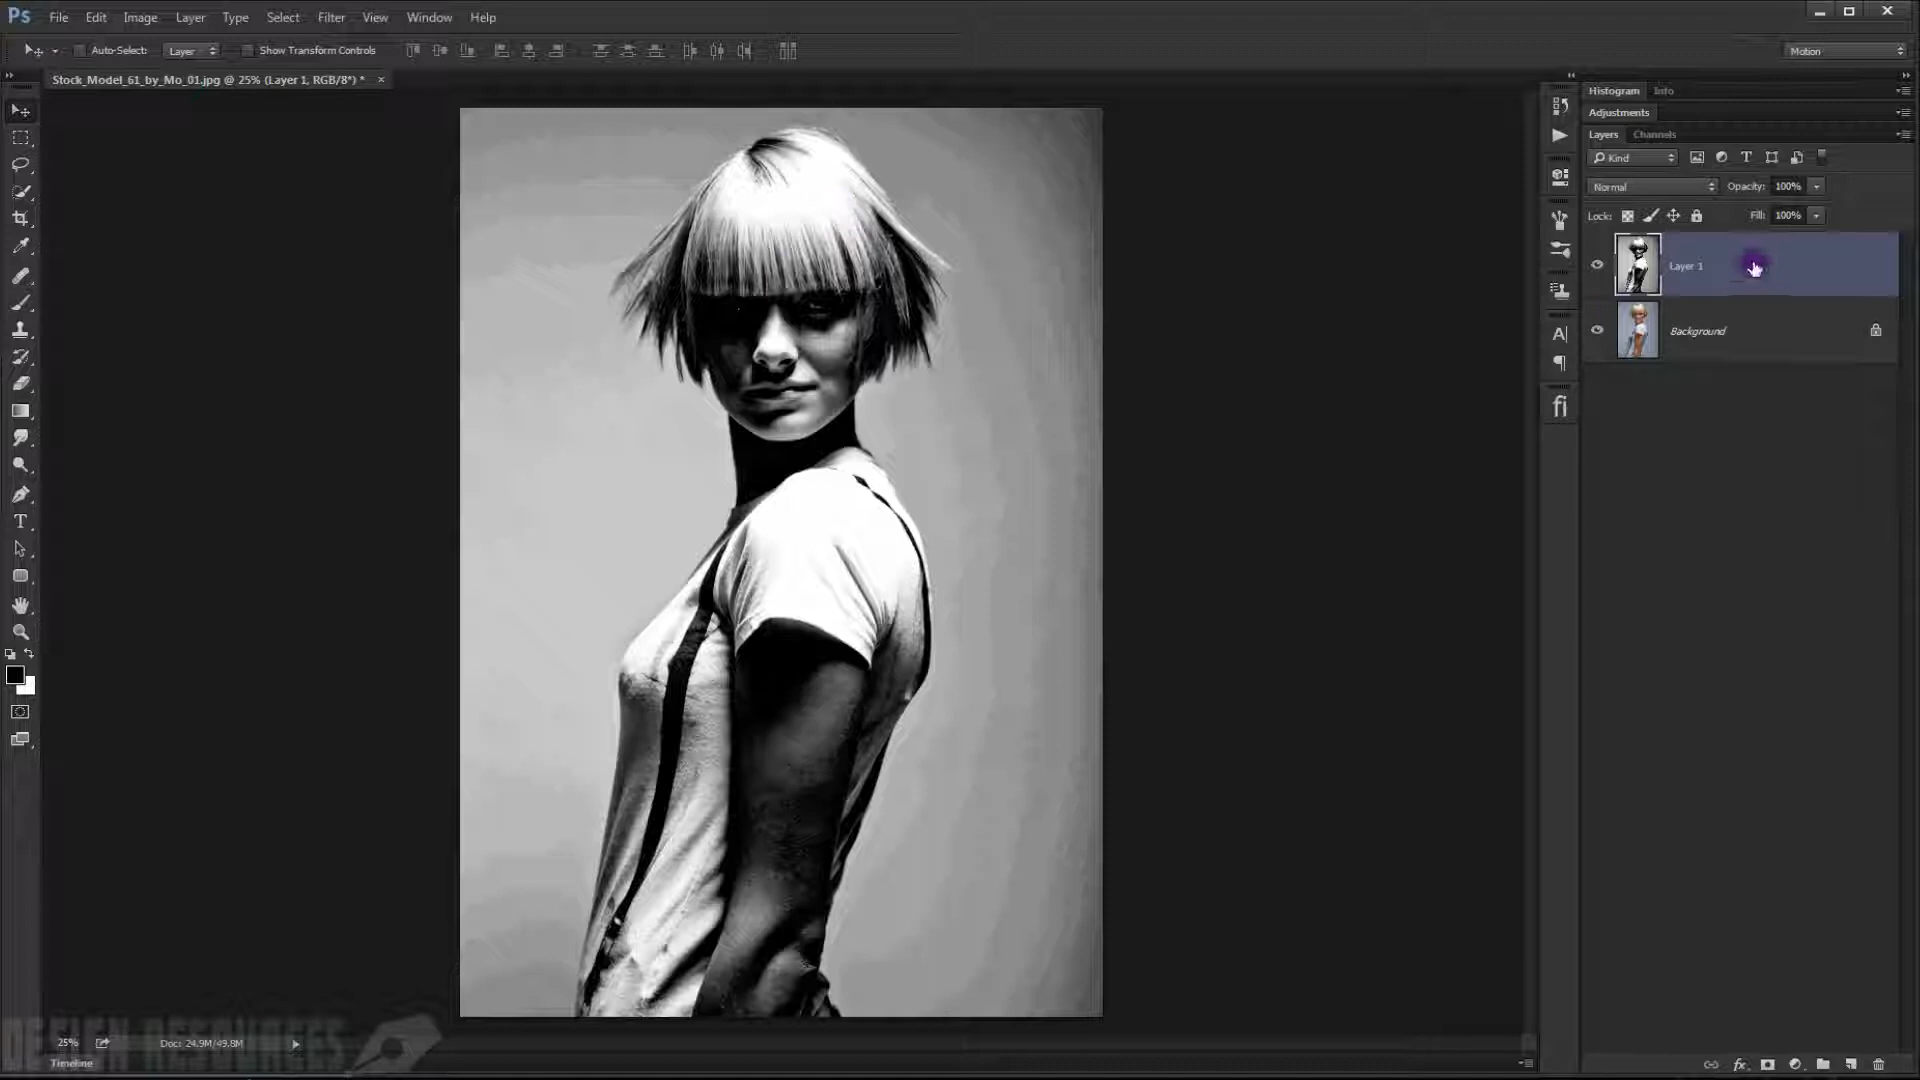 Ps File Edit Image Layer Type Select Filter View Window Help
Auto-Select: Layer Show Transform Controls Motion
Stock_Model_61_by_Mo_01.jpg @ 25% (Layer 1, RGB/8*) * ×
Histogram Info
Adjustments
Layers Channels
Kind
Normal Opacity: 100%
Lock: Fill: 100%
Layer 1
Background
25% Doc: 24.9M/49.8M
Timeline
DESIGN RESOURCES